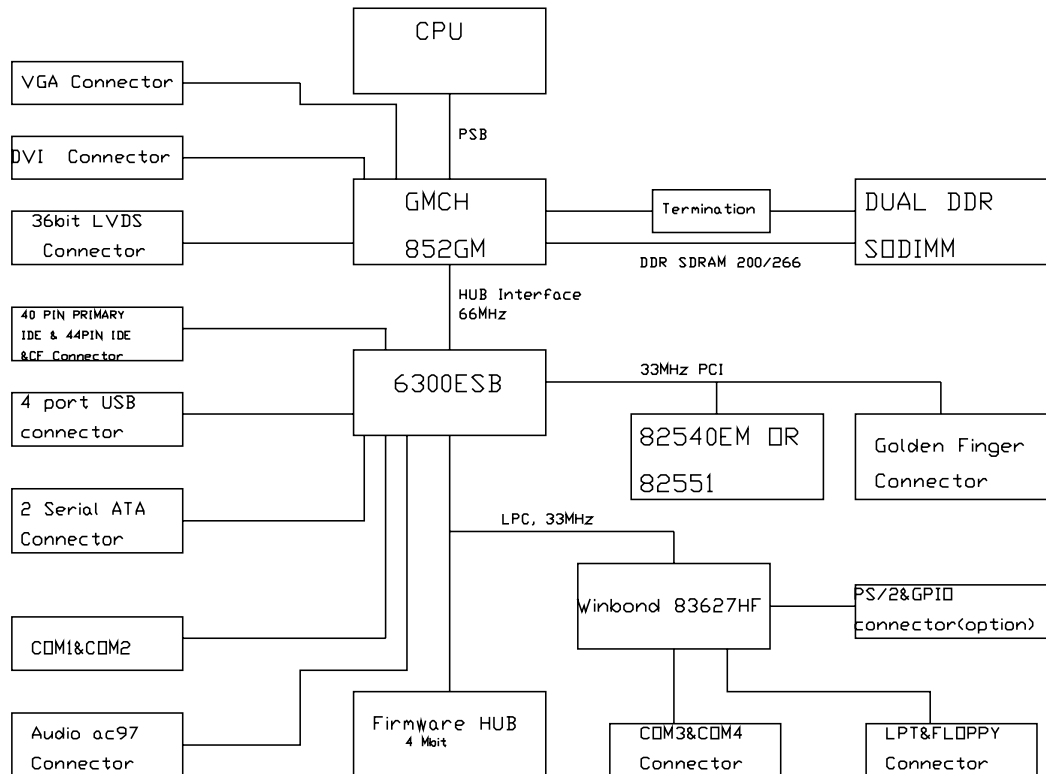 CPU
VGA Connector
PSB
DVI Connector
GMCH
852GM
Termination
DUAL DDR
SODIMM
36bit LVDS
Connector
DDR SDRAM 200/266
HUB Interface
66MHz
40 PIN PRIMARY
IDE & 44PIN IDE
&CF Connector
6300ESB
33MHz PCI
4 port USB
connector
82540EM OR
82551
Golden Finger
Connector
2 Serial ATA
Connector
LPC, 33MHz
Winbond 83627HF
PS/2&GPIO
connector(option)
COM1&COM2
Audio ac97
Connector
Firmware HUB
4 Mbit
COM3&COM4
Connector
LPT&FLOPPY
Connector